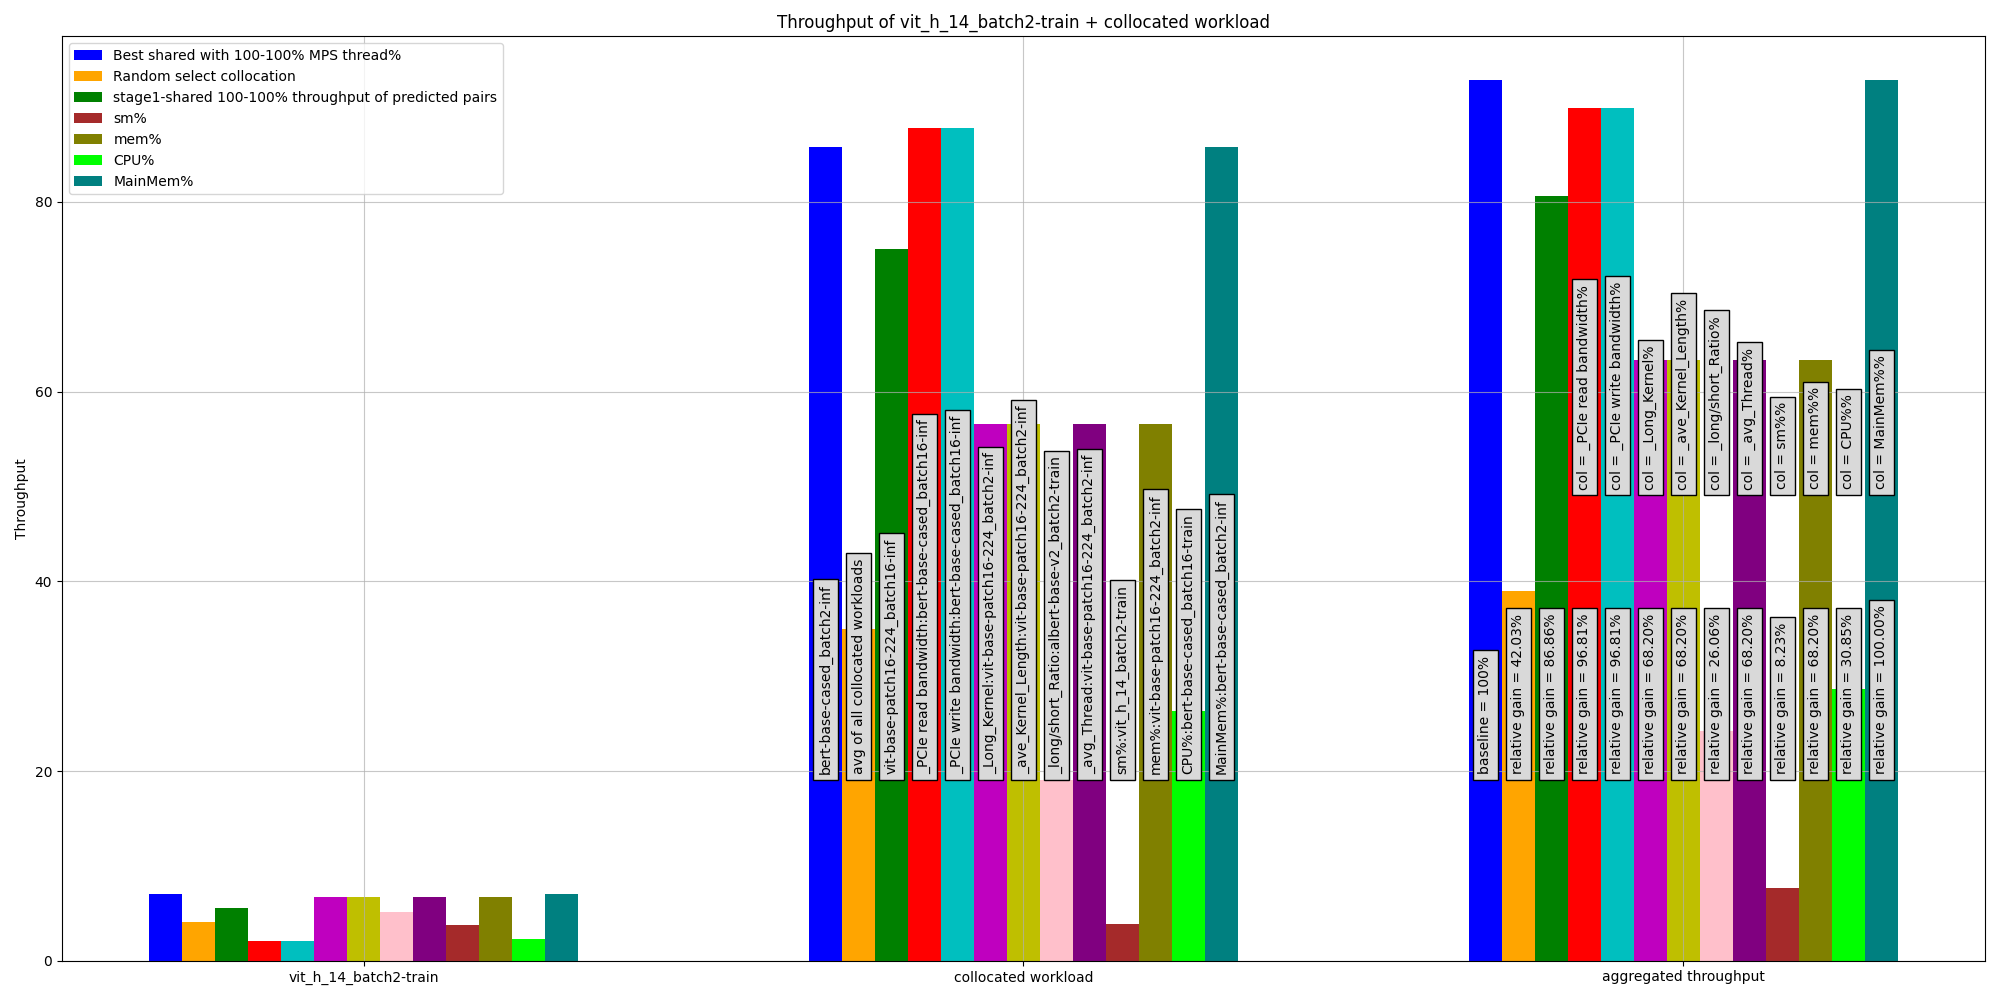 Throughput of vit_h_14_batch2-train + collocated workload
Best shared with 100-100% MPS thread%
Random select collocation
stage1-shared 100-100% throughput of predicted pairs
sm%
mem%
CPU%
MainMem%
Throughput
80
60
40
20
0
bert-base-cased_batch2-inf
avg of all collocated workloads
vit-base-patch16-224_batch16-inf
_PCIe read bandwidth:bert-base-cased_batch16-inf
_PCIe write bandwidth:bert-base-cased_batch16-inf
_Long_Kernel:vit-base-patch16-224_batch2-inf
_ave_Kernel_Length:vit-base-patch16-224_batch2-inf
_long/short_Ratio:albert-base-v2_batch2-train
_avg_Thread:vit-base-patch16-224_batch2-inf
sm%:vit_h_14_batch2-train
mem%:vit-base-patch16-224_batch2-inf
CPU%:bert-base-cased_batch16-train
MainMem%:bert-base-cased_batch2-inf
col = _PCIe read bandwidth%
col = _PCIe write bandwidth%
col = _Long_Kernel%
col = _ave_Kernel_Length%
col = _long/short_Ratio%
col = _avg_Thread%
col = sm%%
col = mem%%
col = CPU%%
col = MainMem%%
baseline = 100%
relative gain = 42.03%
relative gain = 86.86%
relative gain = 96.81%
relative gain = 96.81%
relative gain = 68.20%
relative gain = 68.20%
relative gain = 26.06%
relative gain = 68.20%
relative gain = 8.23%
relative gain = 68.20%
relative gain = 30.85%
relative gain = 100.00%
vit_h_14_batch2-train
collocated workload
aggregated throughput